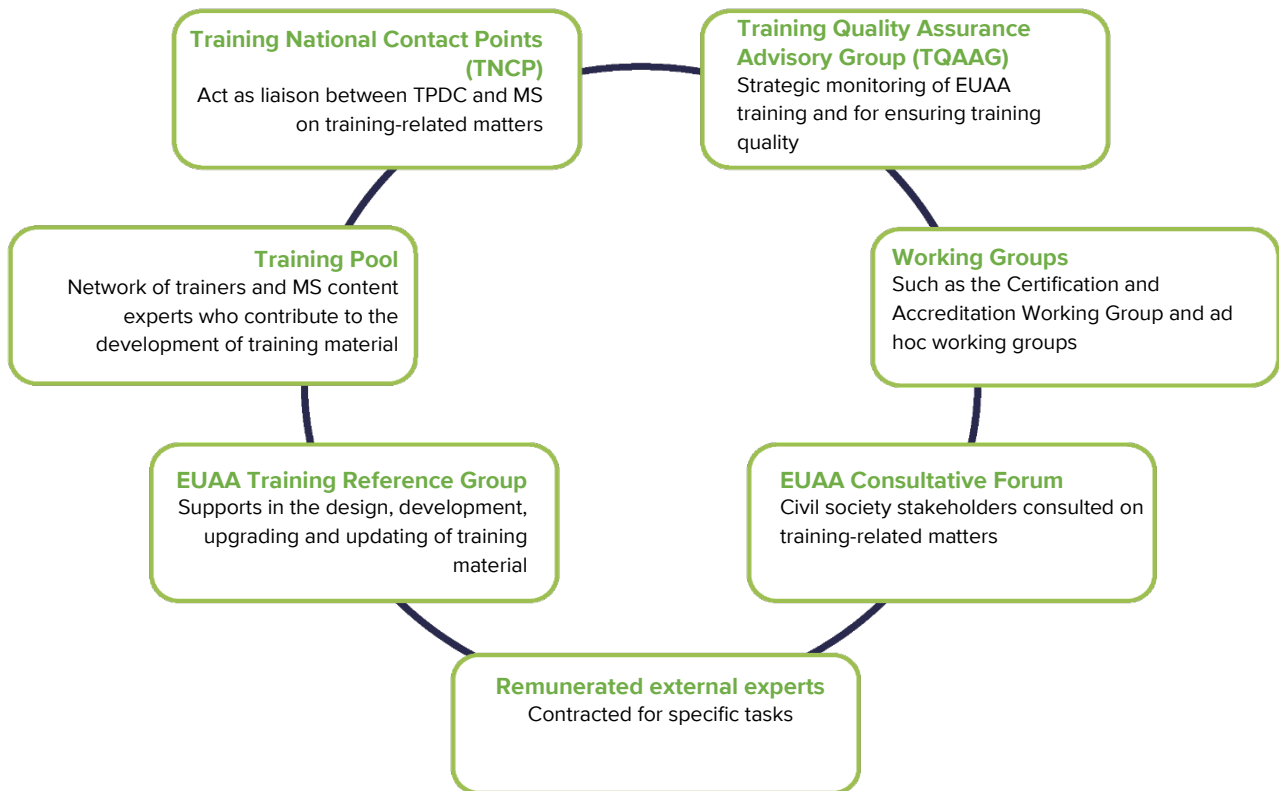 Training National Contact Points
(TNCP)
Act as liaison between TPDC and MS
on training-related matters
Training Quality Assurance
Advisory Group (TQAAG)
Strategic monitoring of EUAA
training and for ensuring training
quality
Training Pool
Network of trainers and MS content
experts who contribute to the
development of training material
Working Groups
Such as the Certification and
Accreditation Working Group and ad
hoc working groups
EUAA Training Reference Group
Supports in the design, development,
upgrading and updating of training
material
EUAA Consultative Forum
Civil society stakeholders consulted on
training-related matters
Remunerated external experts
Contracted for specific tasks